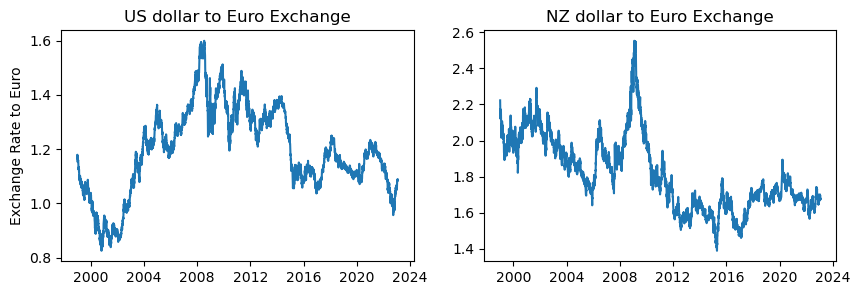 US dollar to Euro Exchange
Exchange Rate to Euro
1.6
1.4
1.2
1.0
0.8
2000 2004 2008 2012 2016 2020 2024
NZ dollar to Euro Exchange
2.6
2.4
2.2
2.0
1.8
1.6
1.4
2000 2004 2008 2012 2016 2020 2024